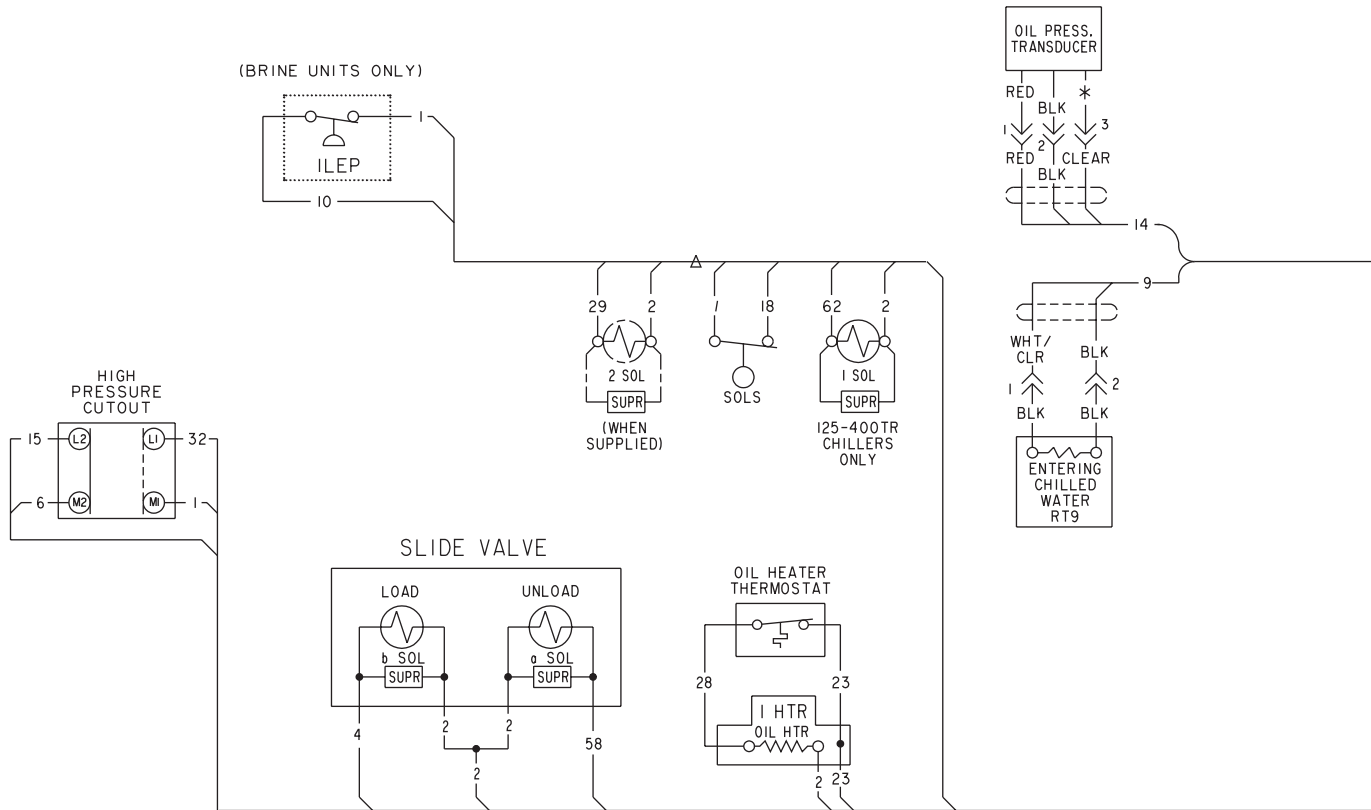 OIL PRESS.
TRANSDUCER
RED
BLK
*
1
2
3
RED
BLK
CLEAR
14
(BRINE UNITS ONLY)
1
ILEP
10
9
29
2
1
18
62
2
2 SOL
SUPR
(WHEN
SUPPLIED)
SOLS
1 SOL
SUPR
125-400TR
CHILLERS
ONLY
WHT/
CLR
BLK
1
2
BLK
BLK
ENTERING
CHILLED
WATER
RT9
HIGH
PRESSURE
CUTOUT
15
L2
L1
32
6
M2
M1
1
SLIDE VALVE
LOAD
UNLOAD
b SOL
a SOL
SUPR
SUPR
4
2
2
58
2
OIL HEATER
THERMOSTAT
28
23
1 HTR
OIL HTR
2
23